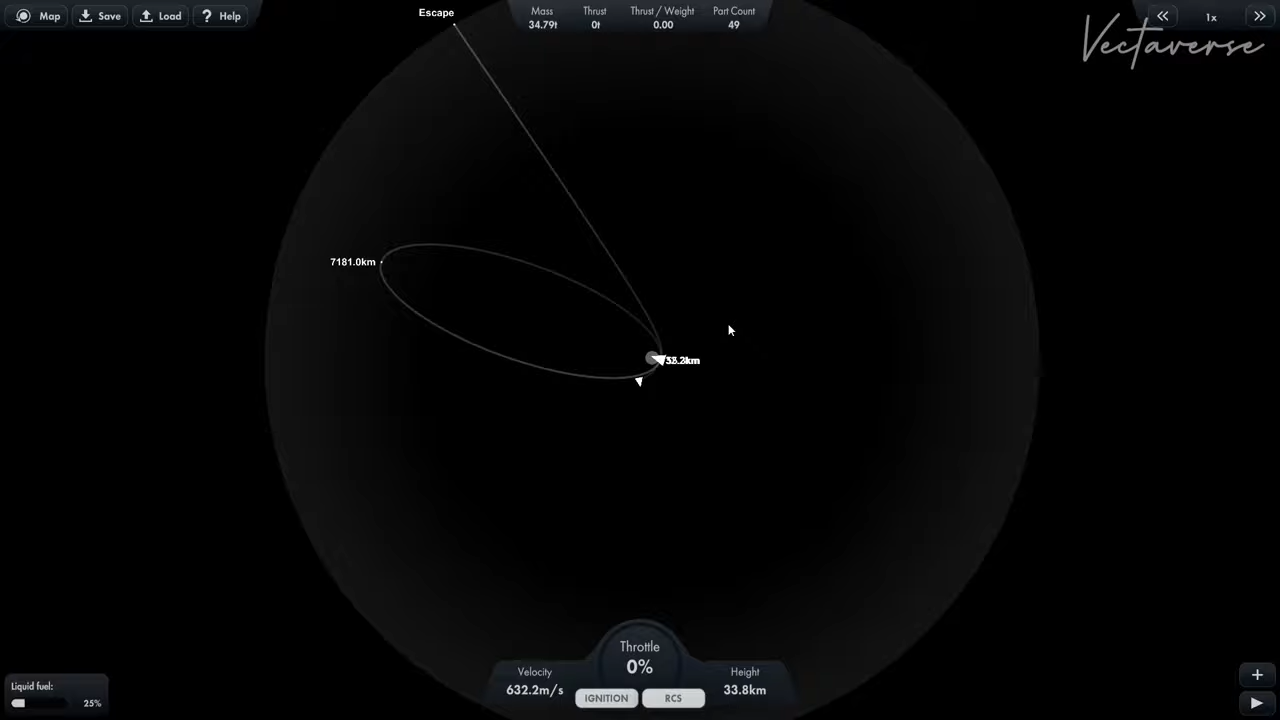 Map
Save
Load
Help
Escape
Mass
34.79t
Thrust
0t
Thrust / Weight
0.00
Part Count
49
1x
Vectaverse
7181.0km
Throttle
0%
Velocity
632.2m/s
IGNITION
RCS
Height
33.8km
Liquid fuel:
25%